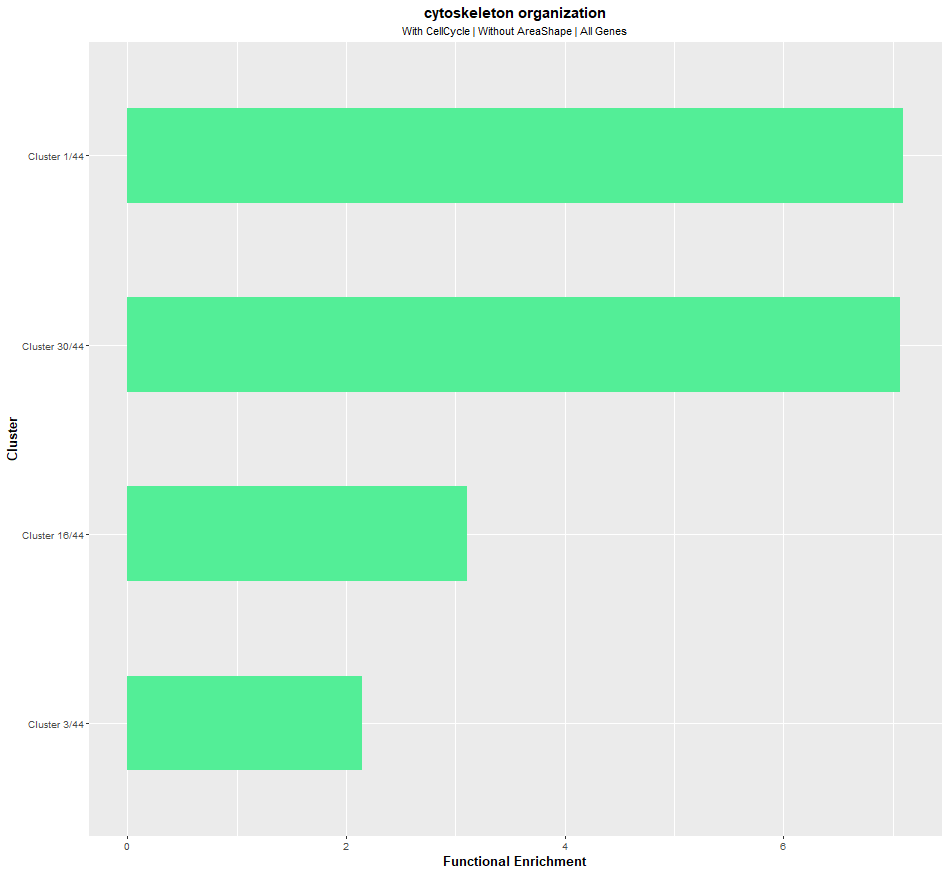 cytoskeleton organization
With CellCycle | Without AreaShape | All Genes
Cluster 1/44
Cluster 30/44
Cluster 16/44
Cluster 3/44
Cluster
0 2 4 6
Functional Enrichment